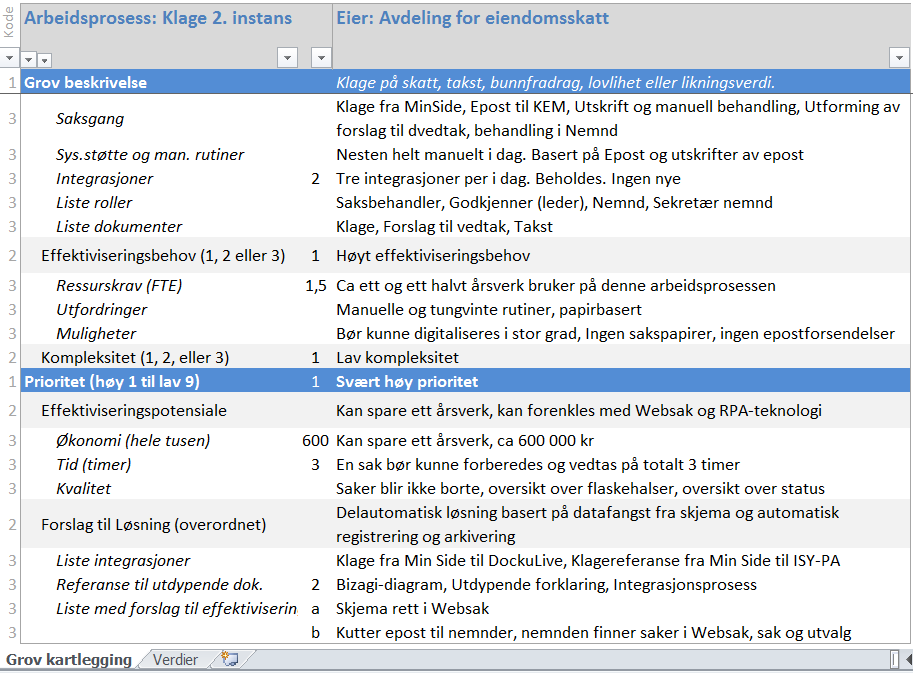 Kode
Arbeidsprosess: Klage 2. instans Eier: Avdeling for eiendomsskatt
1 Grov beskrivelse Klage på skatt, takst, bunnfradrag, lovlihet eller likningsverdi.
3 Saksgang Klage fra MinSide, Epost til KEM, Utskrift og manuell behandling, Utforming av
forslag til dvedtak, behandling i Nemnd
3 Sys.støtte og man. rutiner Nesten helt manuelt i dag. Basert på Epost og utskrifter av epost
3 Integrasjoner 2 Tre integrasjoner per i dag. Beholdes. Ingen nye
3 Liste roller Saksbehandler, Godkjenner (leder), Nemnd, Sekretær nemnd
3 Liste dokumenter Klage, Forslag til vedtak, Takst
2 Effektiviseringsbehov (1, 2 eller 3) 1 Høyt effektiviseringsbehov
3 Ressurskrav (FTE) 1,5 Ca ett og ett halvt årsverk bruker på denne arbeidsprosessen
3 Utfordringer Manuelle og tungvinte rutiner, papirbasert
3 Muligheter Bør kunne digitaliseres i stor grad, Ingen sakspapirer, ingen epostforsendelser
2 Kompleksitet (1, 2, eller 3) 1 Lav kompleksitet
1 Prioritet (høy 1 til lav 9) 1 Svært høy prioritet
2 Effektiviseringspotensiale Kan spare ett årsverk, kan forenkles med Websak og RPA-teknologi
3 Økonomi (hele tusen) 600 Kan spare ett årsverk, ca 600 000 kr
3 Tid (timer) 3 En sak bør kunne forberedes og vedtas på totalt 3 timer
3 Kvalitet Saker blir ikke borte, oversikt over flaskehalser, oversikt over status
2 Forslag til Løsning (overordnet) Delautomatisk løsning basert på datafangst fra skjema og automatisk
registrering og arkivering
3 Liste integrasjoner Klage fra Min Side til DockuLive, Klagereferanse fra Min Side til ISY-PA
3 Referanse til utdypende dok. 2 Bizagi-diagram, Utdypende forklaring, Integrasjonsprosess
3 Liste med forslag til effektiviserin a Skjema rett i Websak
3 b Kutter epost til nemnder, nemnden finner saker i Websak, sak og utvalg
Grov kartlegging Verdier